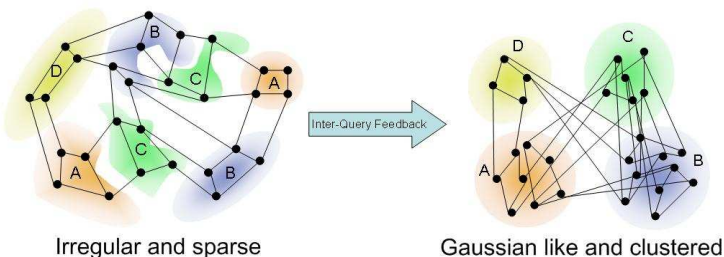 B
D
C
A
A
C
B
Irregular and sparse
Inter-Query Feedback
D
C
A
B
Gaussian like and clustered